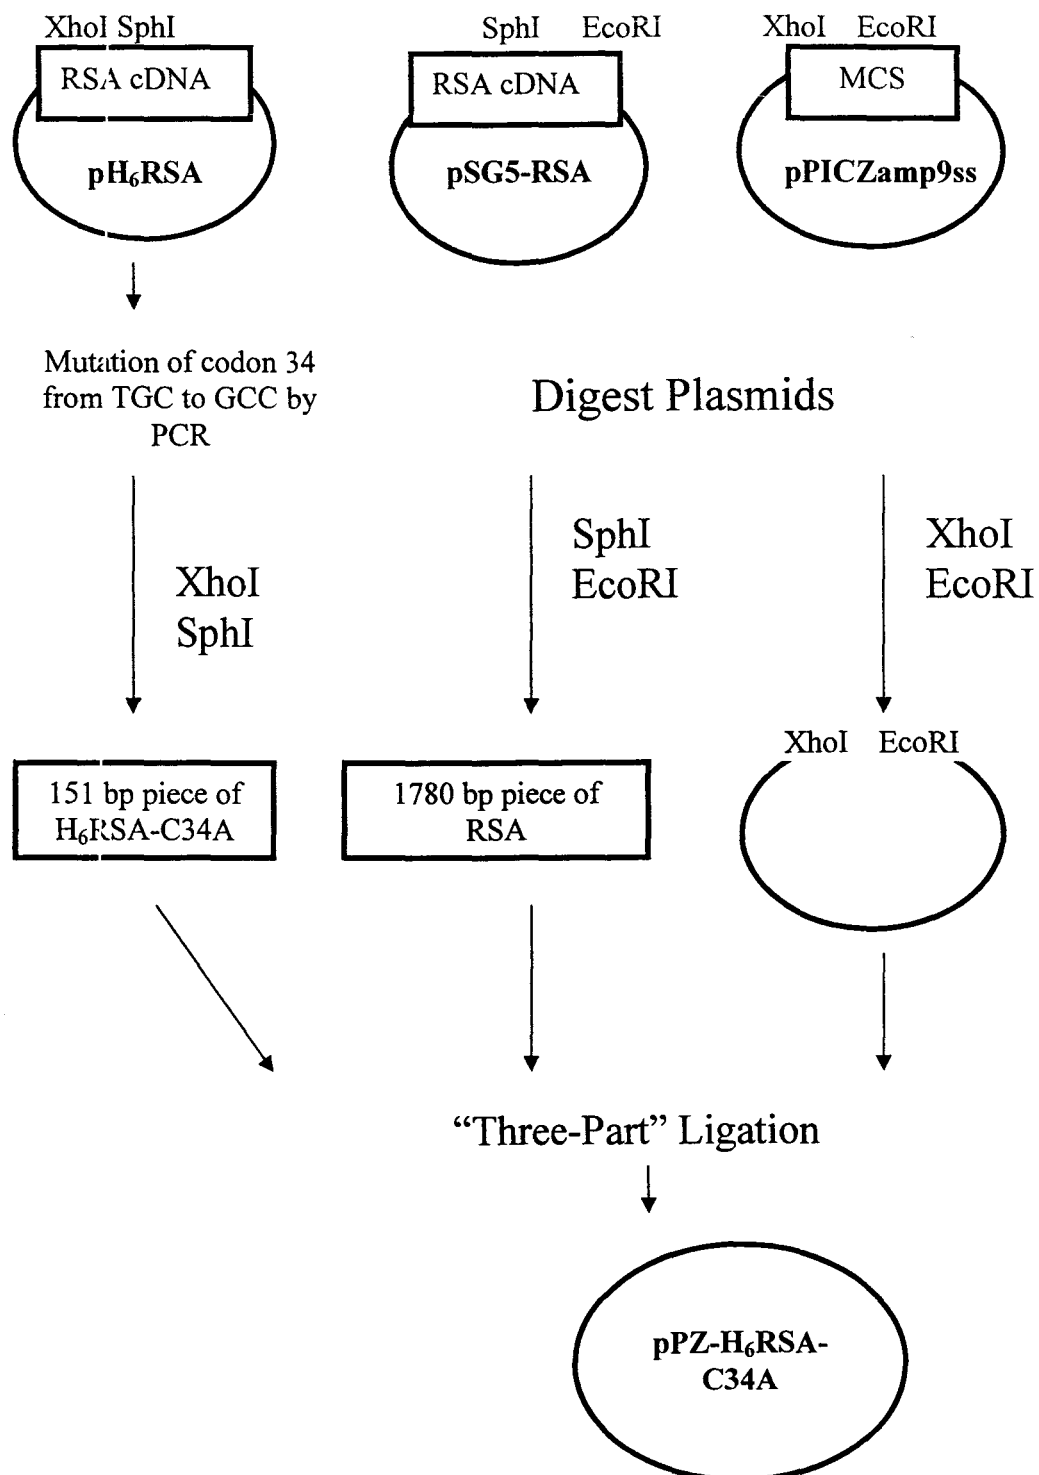 XhoI SphI
RSA cDNA
pH₆RSA
SphI EcoRI
RSA cDNA
pSG5-RSA
XhoI EcoRI
MCS
pPICZamp9ss
Mutation of codon 34
from TGC to GCC by
PCR
Digest Plasmids
XhoI
SphI
SphI
EcoRI
XhoI
EcoRI
151 bp piece of
H₆RSA-C34A
1780 bp piece of
RSA
XhoI EcoRI
“Three-Part” Ligation
pPZ-H₆RSA-
C34A